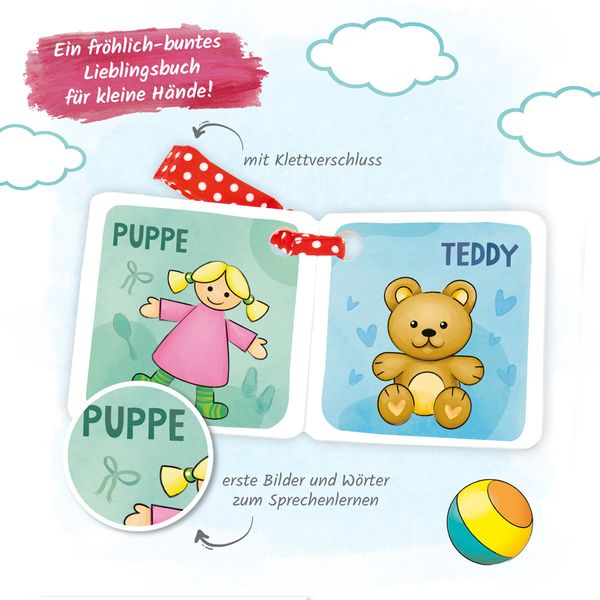 Ein fröhlich-buntes
Lieblingsbuch
für kleine Hände!
mit Klettverschluss
PUPPE
TEDDY
PUPPE
erste Bilder und Wörter
zum Sprechenlernen